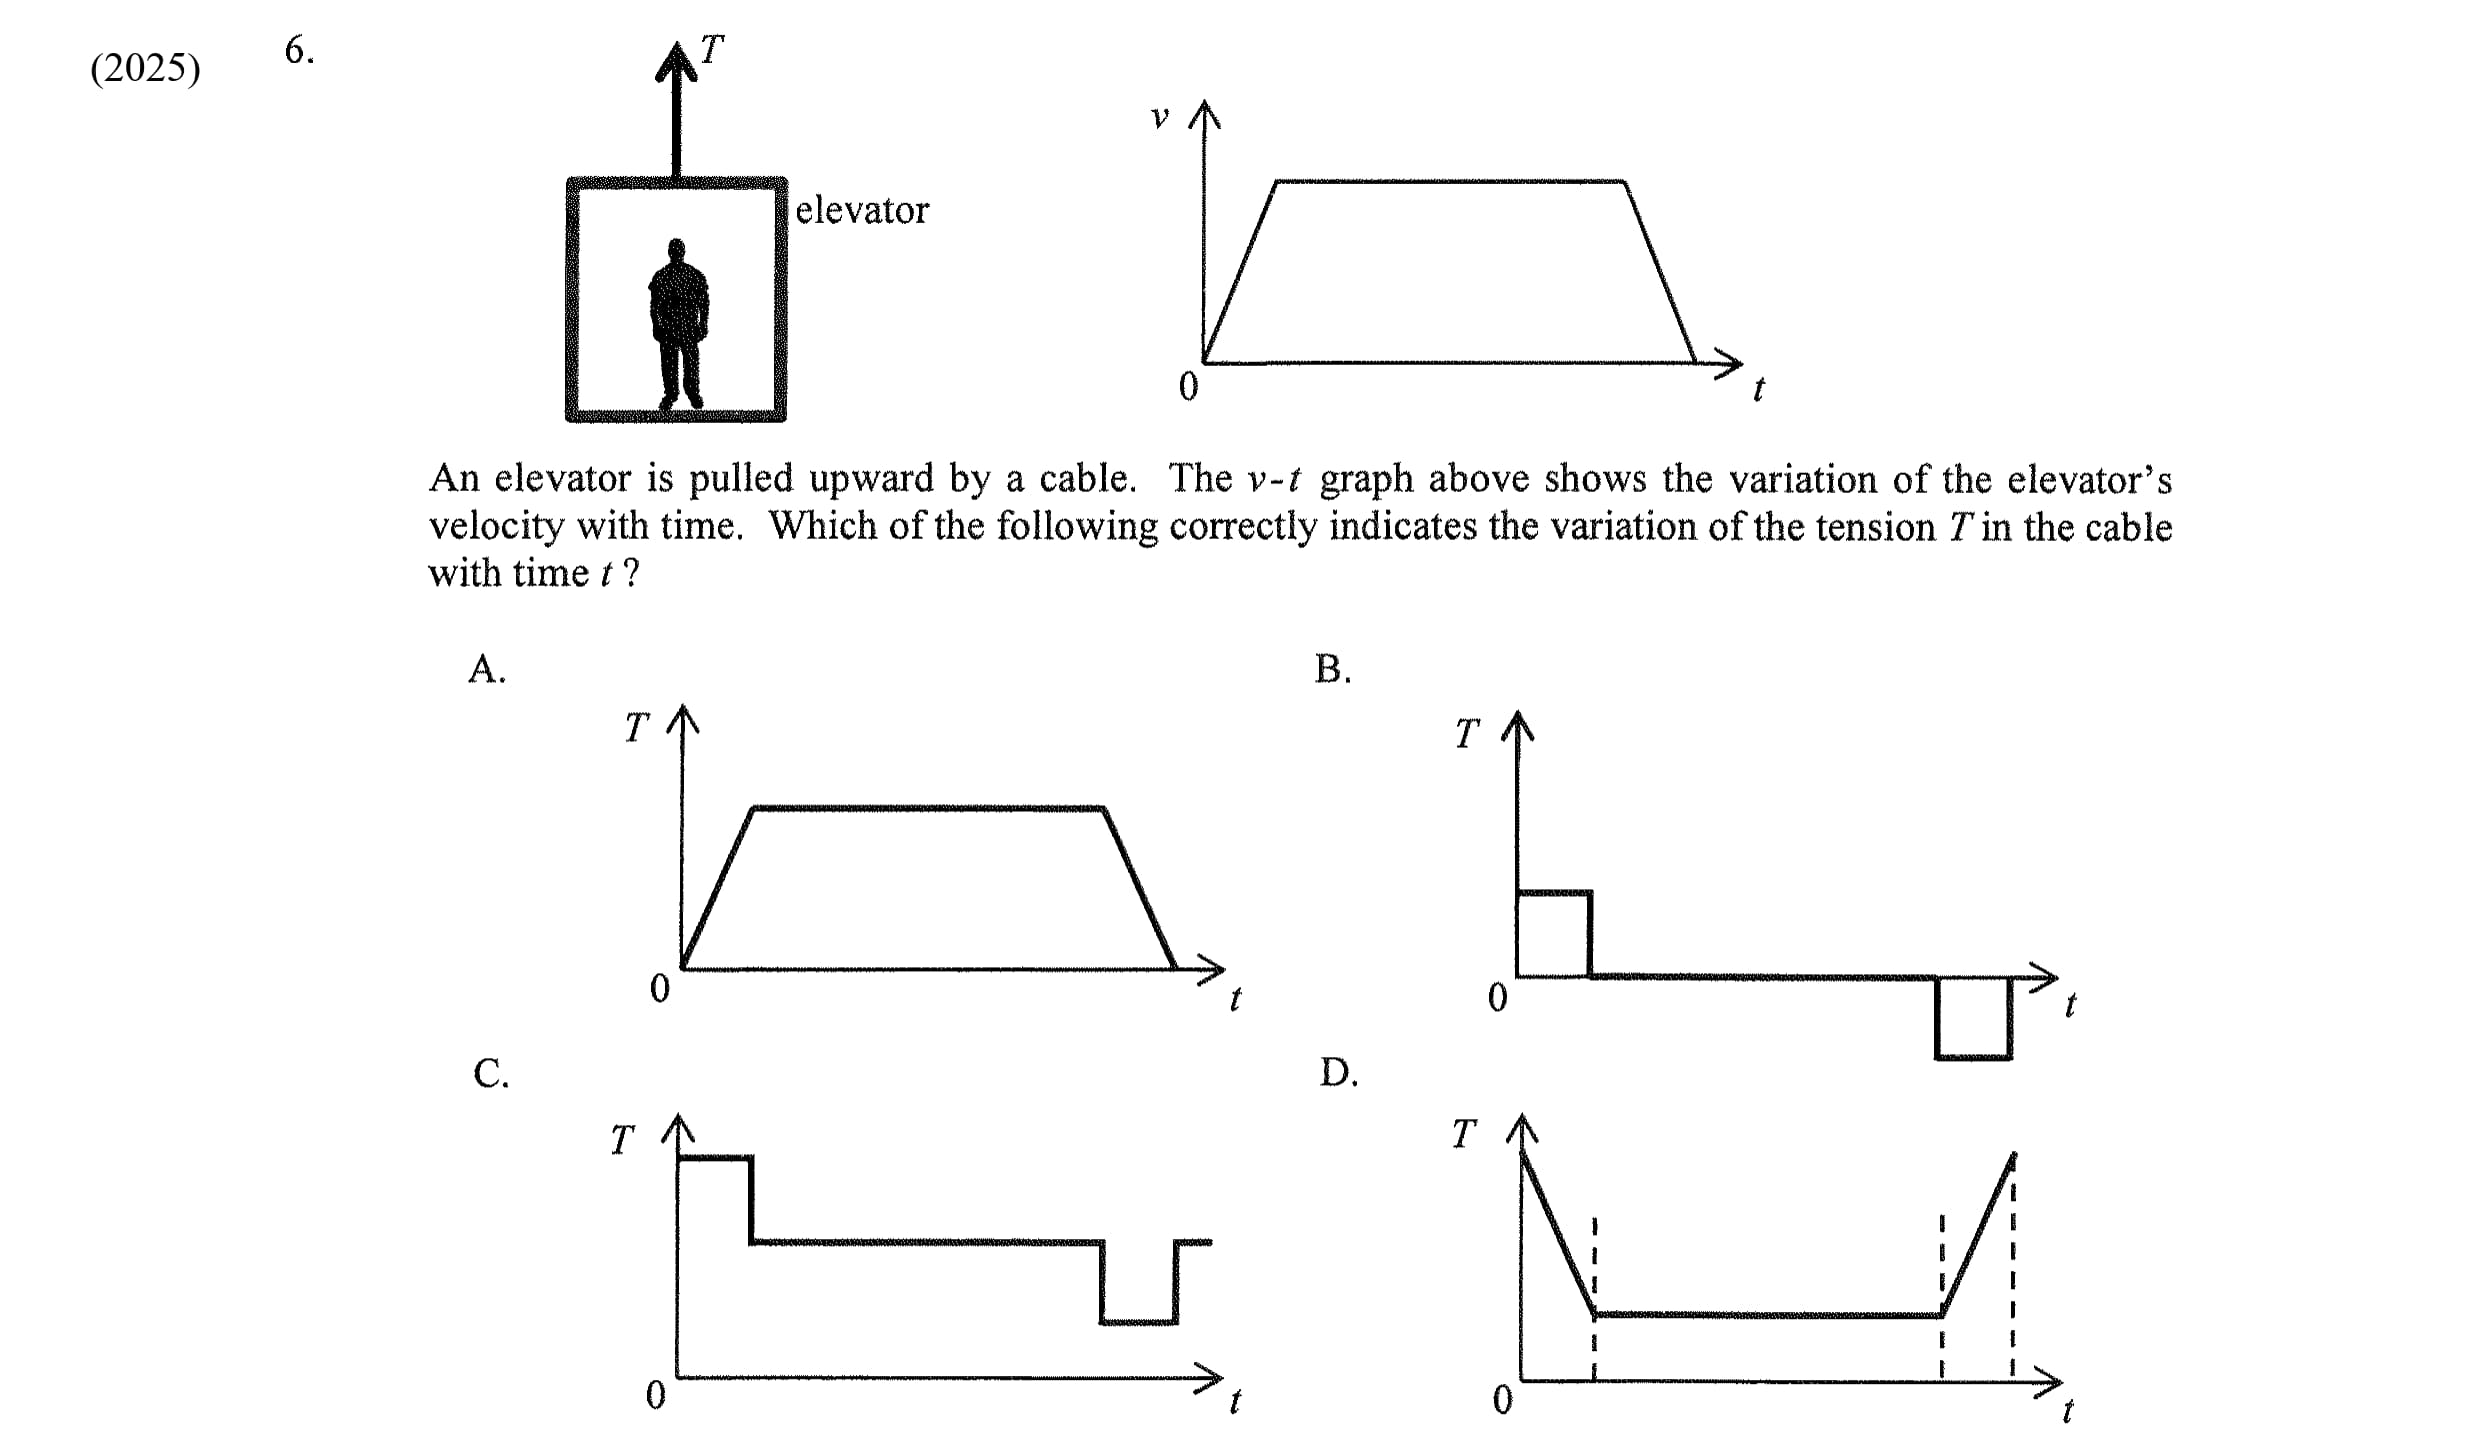 (2025) 6.
T
elevator
v
0
t
An elevator is pulled upward by a cable. The v-t graph above shows the variation of the elevator's
velocity with time. Which of the following correctly indicates the variation of the tension T in the cable
with time t ?
A.
T
0
t
B.
T
0
t
C.
T
0
t
D.
T
0
t